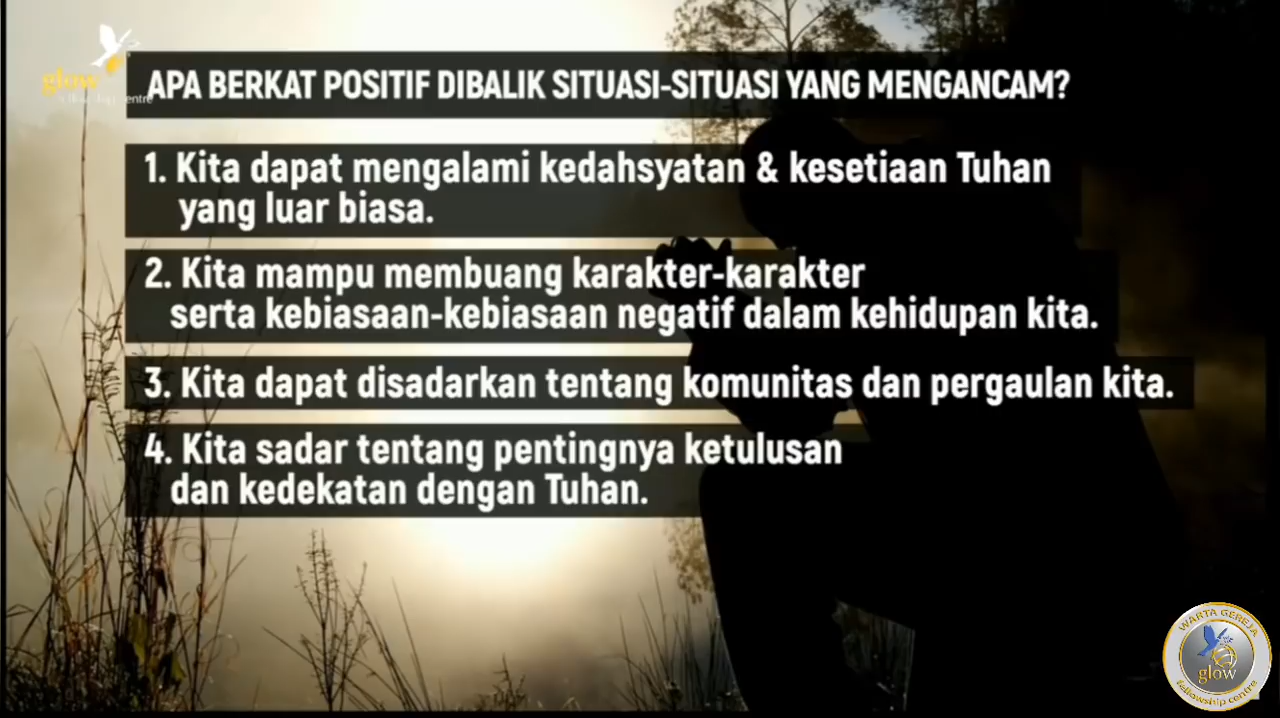 glow
APA BERKAT POSITIF DIBALIK SITUASI-SITUASI YANG MENGANCAM?
1. Kita dapat mengalami kedahsyatan & kesetiaan Tuhan
yang luar biasa.
2. Kita mampu membuang karakter-karakter
serta kebiasaan-kebiasaan negatif dalam kehidupan kita.
3. Kita dapat disadarkan tentang komunitas dan pergaulan kita.
4. Kita sadar tentang pentingnya ketulusan
dan kedekatan dengan Tuhan.
WARTA GEREJA
glow
fellowship centre